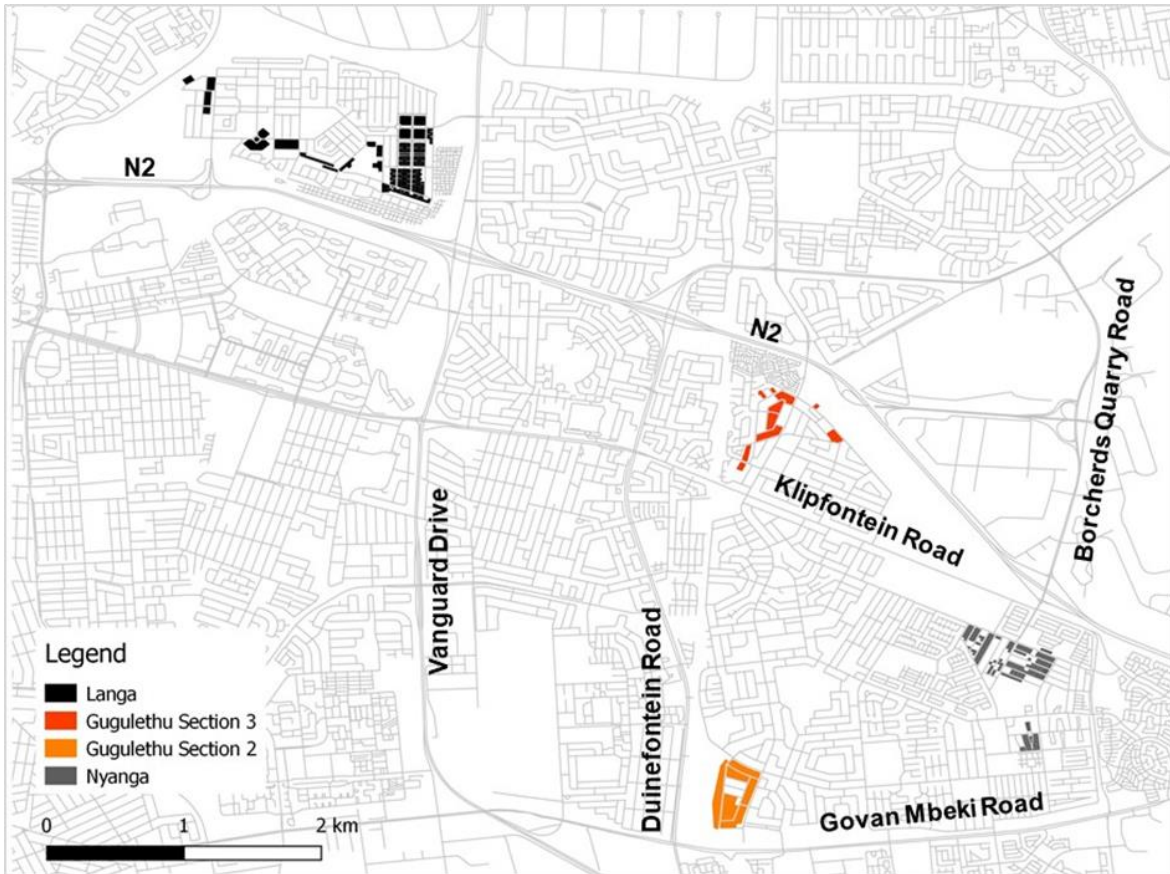 N2
N2
Borcherds Quarry Road
Klipfontein Road
Vanguard Drive
Duinefontein Road
Govan Mbeki Road
Legend
Langa
Gugulethu Section 3
Gugulethu Section 2
Nyanga
0 1 2 km